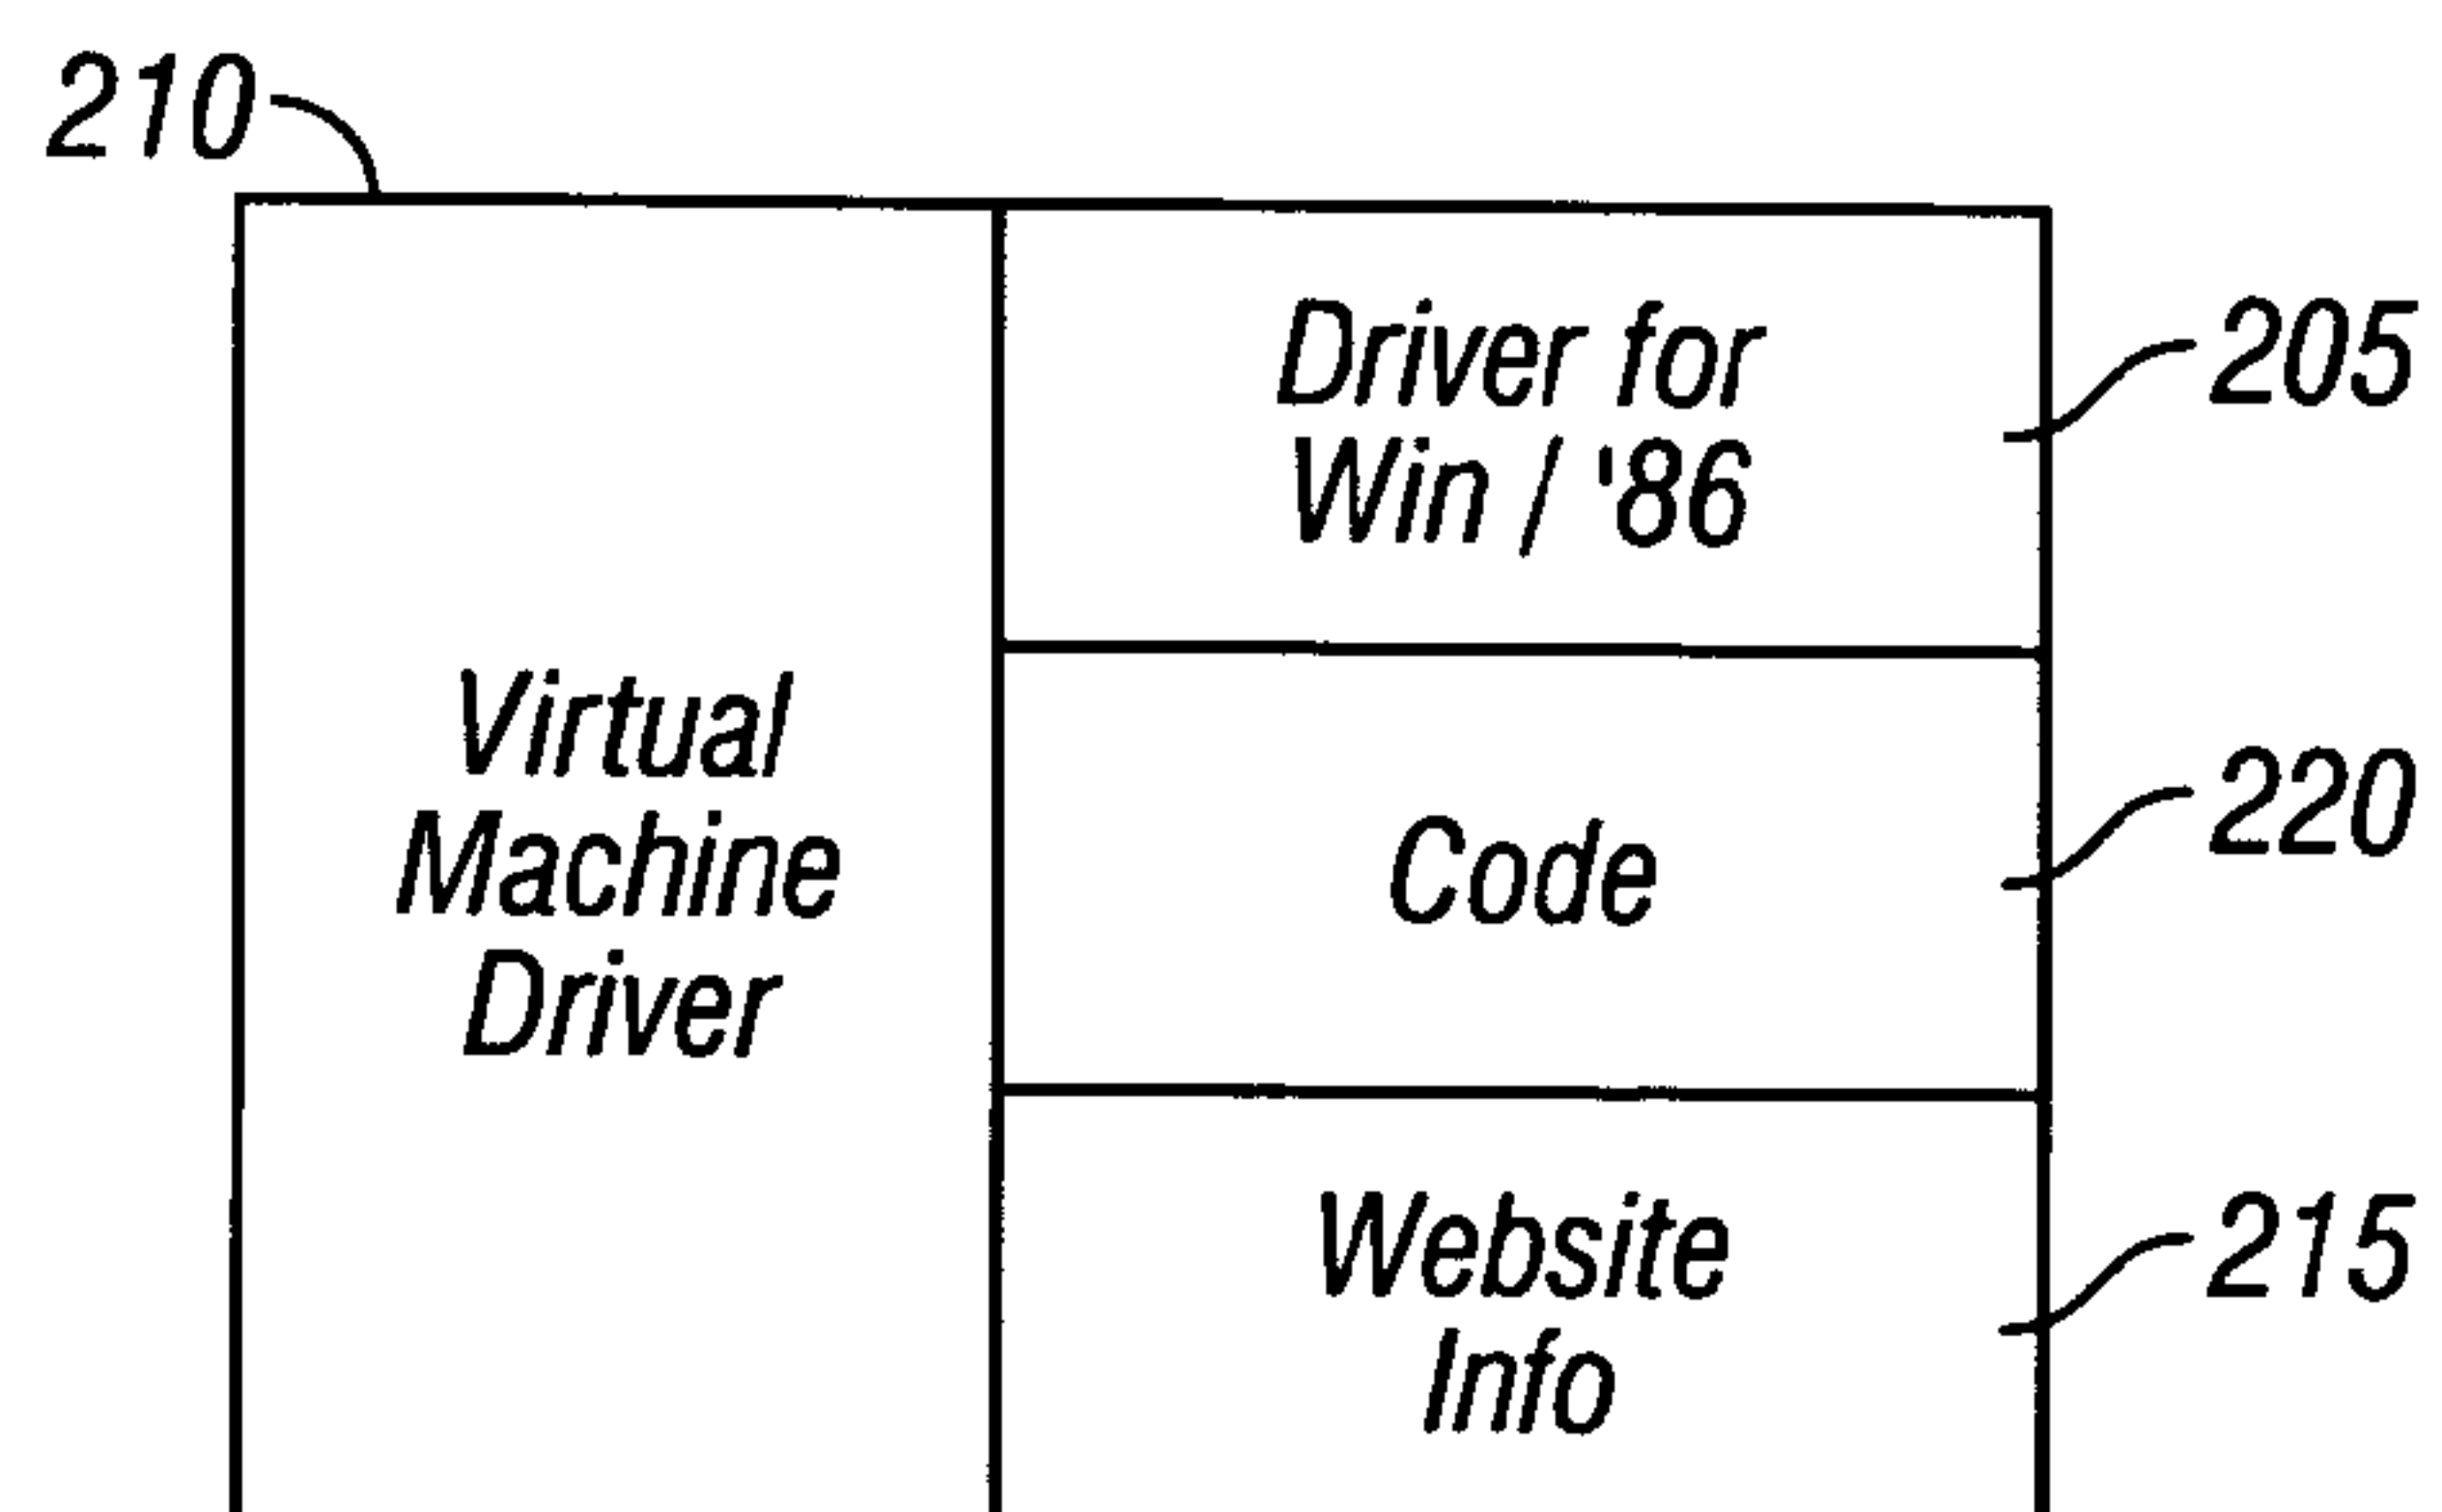 210
Driver for
Win / '86
205
Virtual
Machine
Driver
Code
220
Website
Info
215